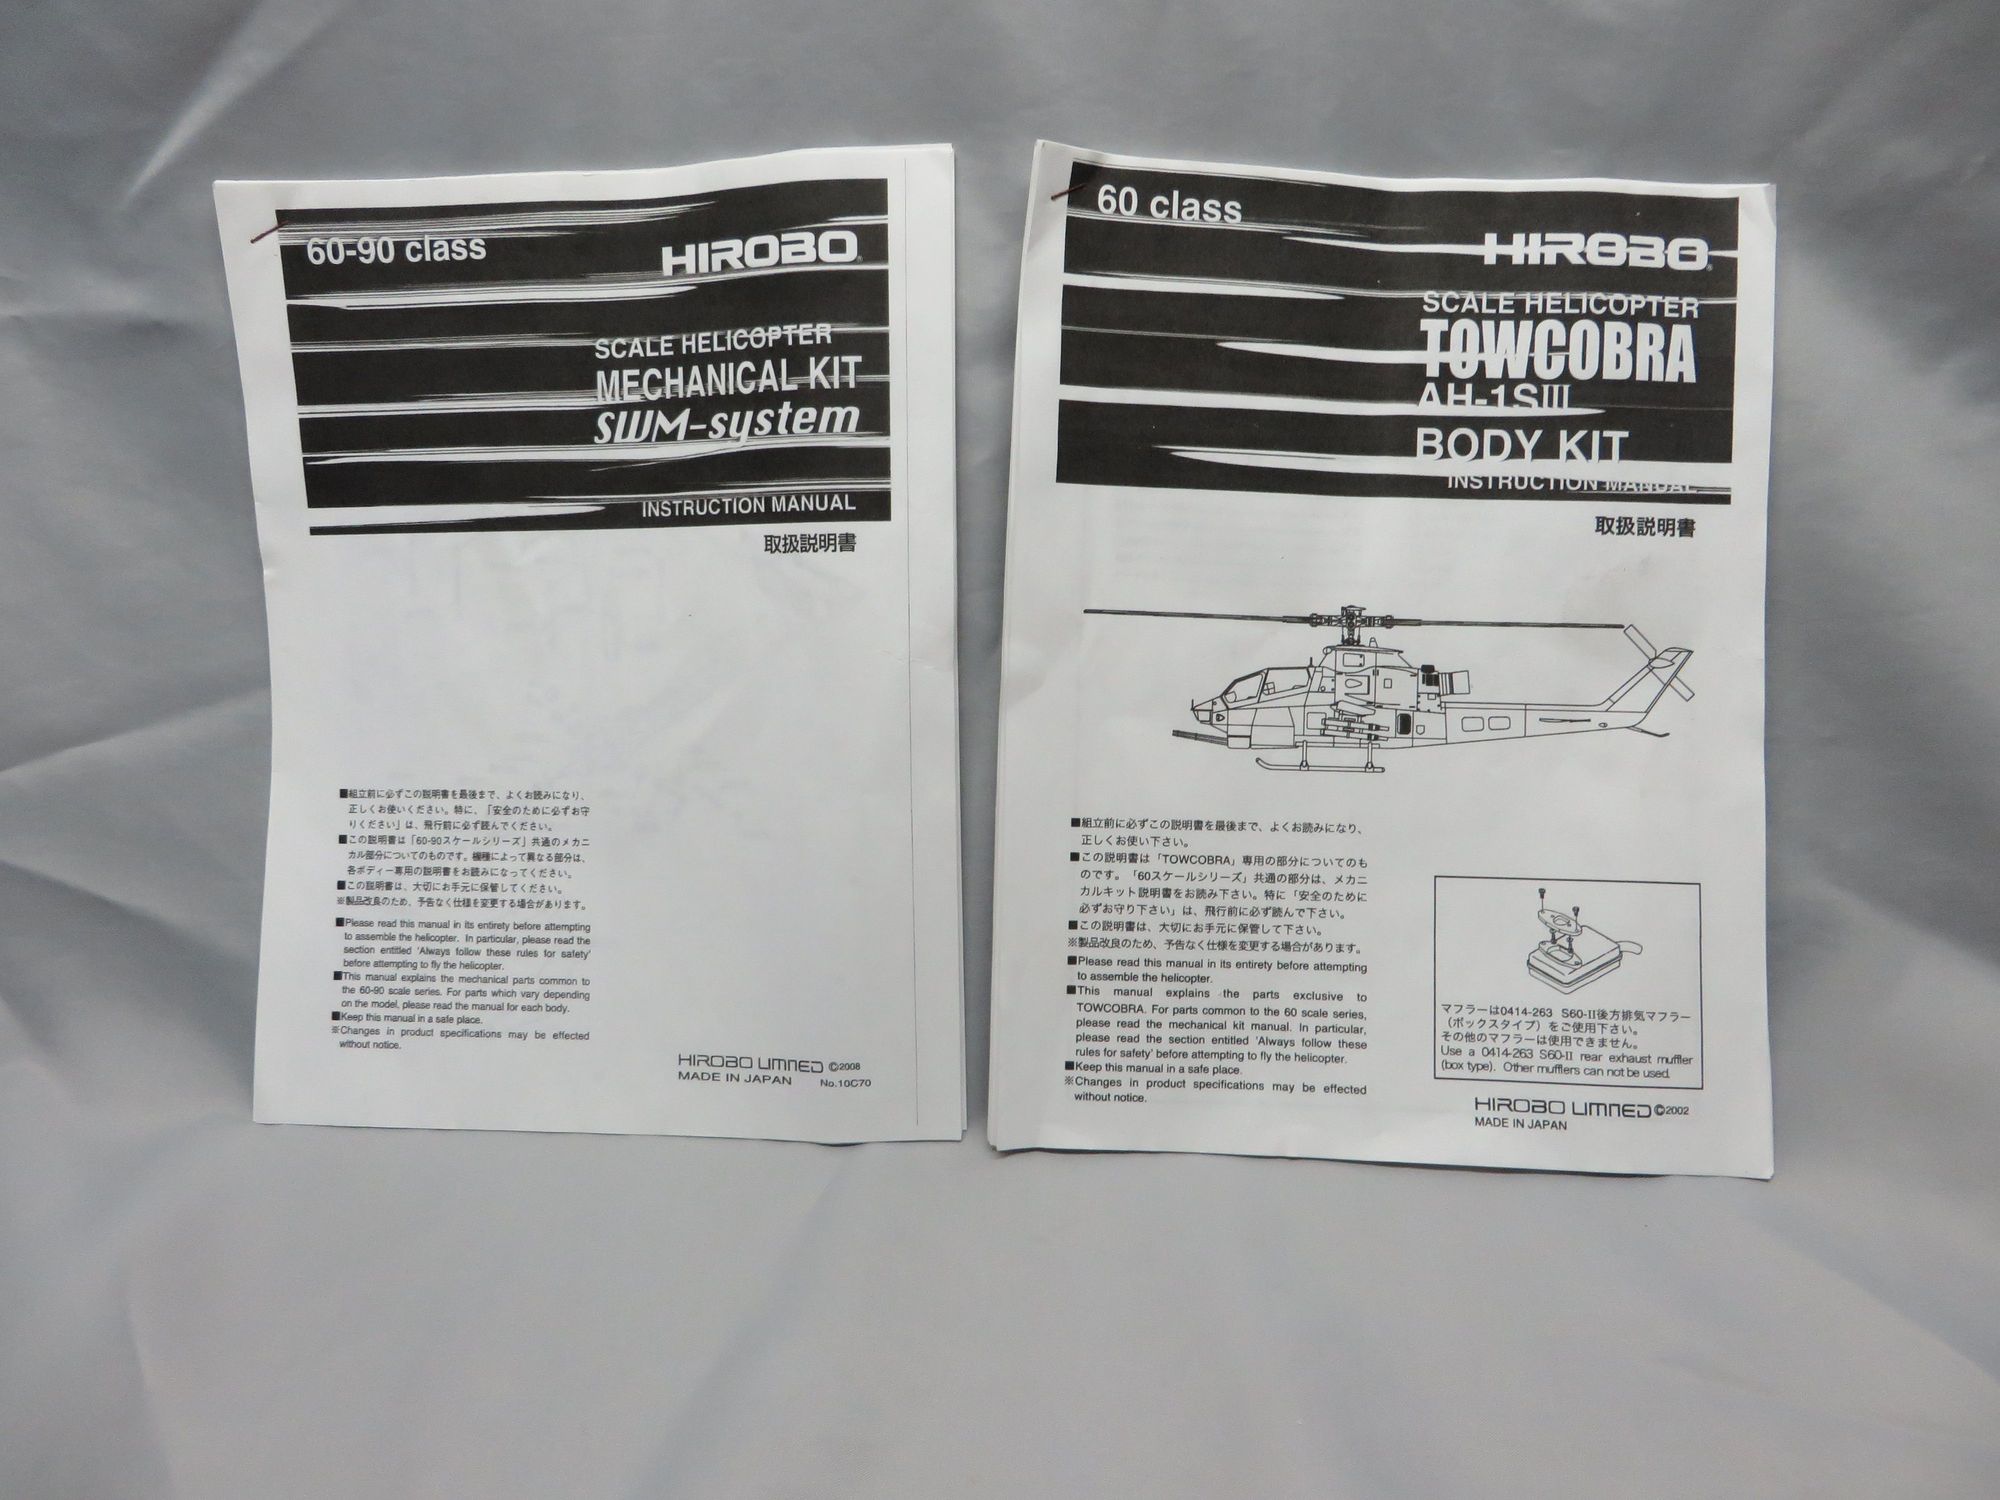 60-90 class
HIROBO
SCALE HELICOPTER
MECHANICAL KIT
SWM-system
INSTRUCTION MANUAL
取扱説明書
■組立前に必ずこの説明書を最後まで、よくお読みになり、
正しくお使いください。特に、「安全のために必ずお守
りください」は、飛行前に必ず読んでください。
■この説明書は「60-90スケールシリーズ」共通のメカニ
カル部分についてのものです。機種によって異なる部分は、
各ボディー専用の説明書をお読みになってください。
■この説明書は、大切にお手元に保管してください。
※製品改良のため、予告なく仕様を変更する場合があります。
■Please read this manual in its entirety before attempting
to assemble the helicopter. In particular, please read the
section entitled 'Always follow these rules for safety'
before attempting to fly the helicopter.
■This manual explains the mechanical parts common to
the 60-90 scale series. For parts which vary depending
on the model, please read the manual for each body.
■Keep this manual in a safe place.
※Changes in product specifications may be effected
without notice.
HIROBO LIMITED ©2008
MADE IN JAPAN No.10C70
60 class
HIROBO®
SCALE HELICOPTER
TOWCOBRA
AH-1SIII
BODY KIT
INSTRUCTION MANUAL
取扱説明書
■組立前に必ずこの説明書を最後まで、よくお読みになり、
正しくお使い下さい。
■この説明書は「TOWCOBRA」専用の部分についてのも
のです。「60スケールシリーズ」共通の部分は、メカニ
カルキット説明書をお読み下さい。特に「安全のために
必ずお守り下さい」は、飛行前に必ず読んで下さい。
■この説明書は、大切にお手元に保管して下さい。
※製品改良のため、予告なく仕様を変更する場合があります。
■Please read this manual in its entirety before attempting
to assemble the helicopter.
■This manual explains the parts exclusive to
TOWCOBRA. For parts common to the 60 scale series,
please read the mechanical kit manual. In particular,
please read the section entitled 'Always follow these
rules for safety' before attempting to fly the helicopter.
■Keep this manual in a safe place.
※Changes in product specifications may be effected
without notice.
マフラーは0414-263 S60-II後方排気マフラー
（ボックスタイプ）をご使用下さい。
その他のマフラーは使用できません。
Use a 0414-263 S60-II rear exhaust muffler
(box type). Other mufflers can not be used.
HIROBO LIMITED ©2002
MADE IN JAPAN